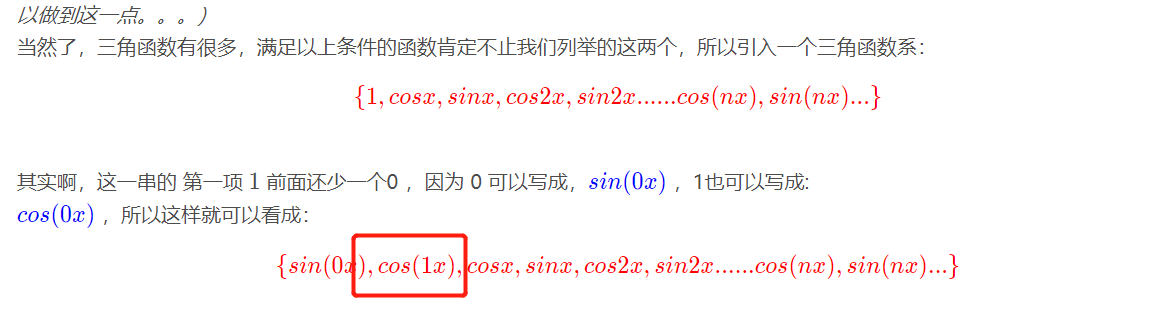 以做到这一点。。。）
当然了，三角函数有很多，满足以上条件的函数肯定不止我们列举的这两个，所以引入一个三角函数系：
{1, cosx, sinx, cos2x, sin2x......cos(nx), sin(nx)...}
其实啊，这一串的 第一项 1 前面还少一个0 ，因为 0 可以写成，sin(0x) ，1也可以写成:
cos(0x) ，所以这样就可以看成：
{sin(0x), cos(1x), cosx, sinx, cos2x, sin2x......cos(nx), sin(nx)...}